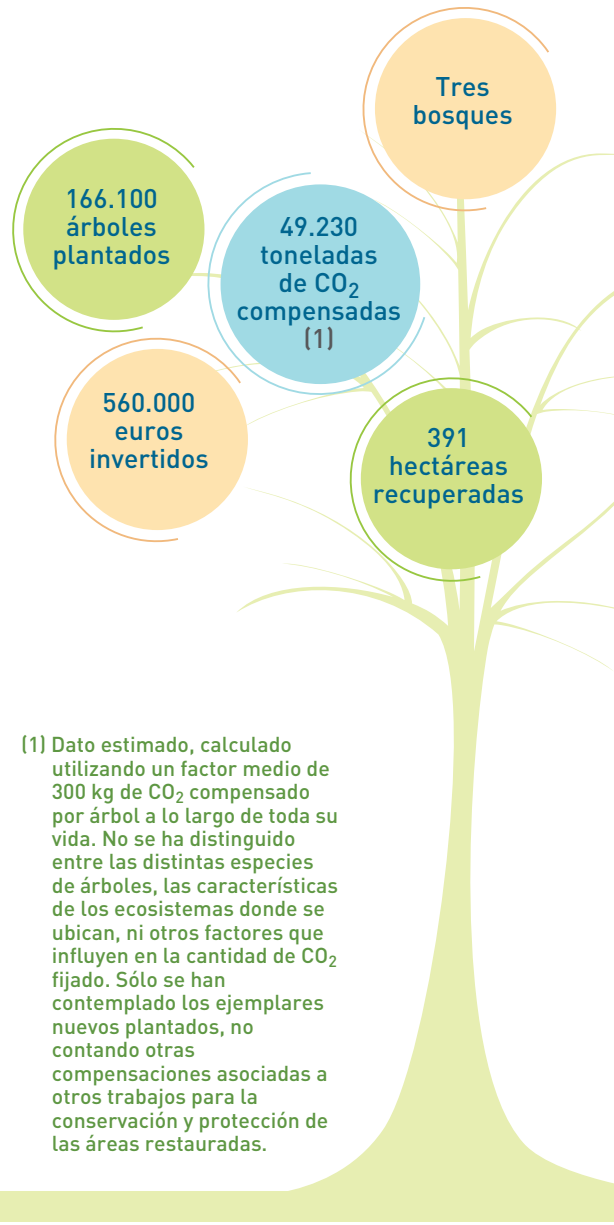 Tres
bosques
166.100
árboles
plantados
49.230
toneladas
de CO₂
compensadas
(1)
560.000
euros
invertidos
391
hectáreas
recuperadas
(1) Dato estimado, calculado
utilizando un factor medio de
300 kg de CO₂ compensado
por árbol a lo largo de toda su
vida. No se ha distinguido
entre las distintas especies
de árboles, las características
de los ecosistemas donde se
ubican, ni otros factores que
influyen en la cantidad de CO₂
fijado. Sólo se han
contemplado los ejemplares
nuevos plantados, no
contando otras
compensaciones asociadas a
otros trabajos para la
conservación y protección de
las áreas restauradas.